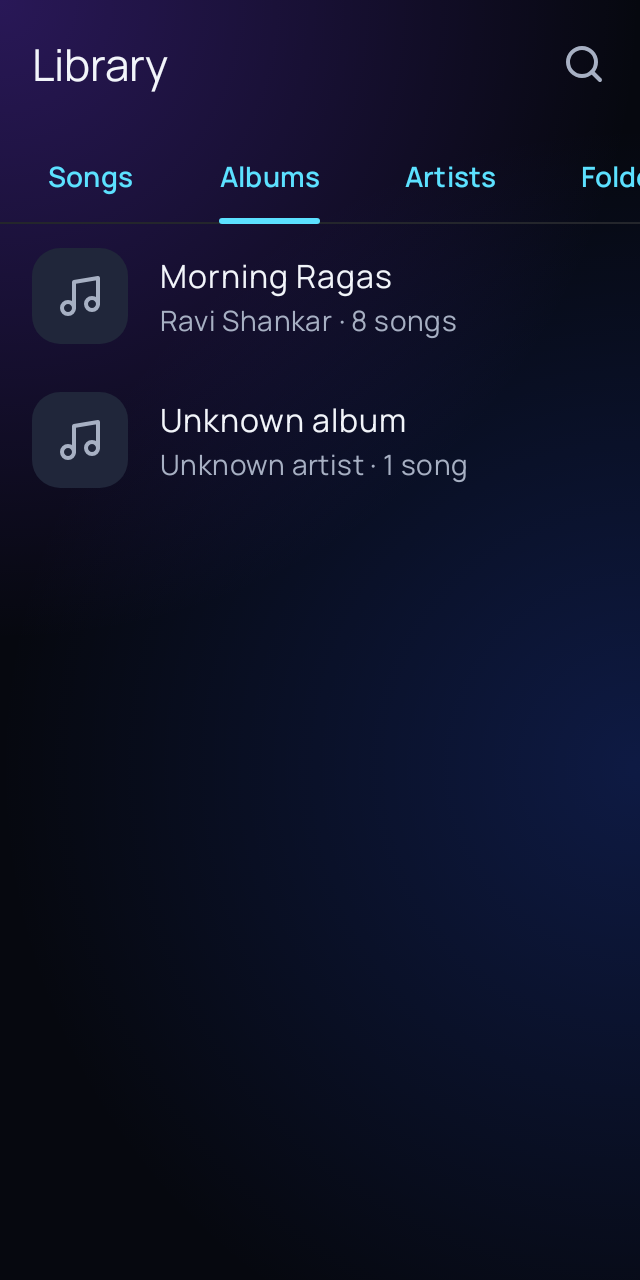 Library
Songs Albums Artists
Morning Ragas
Ravi Shankar · 8 songs
Unknown album
Unknown artist · 1 song